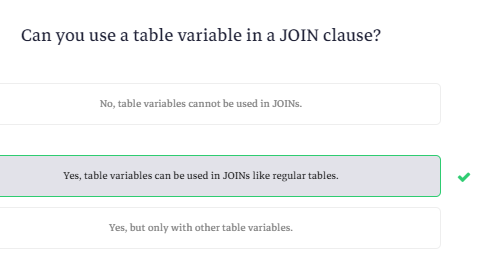 Can you use a table variable in a JOIN clause?
No, table variables cannot be used in JOINs.
Yes, table variables can be used in JOINs like regular tables.
Yes, but only with other table variables.